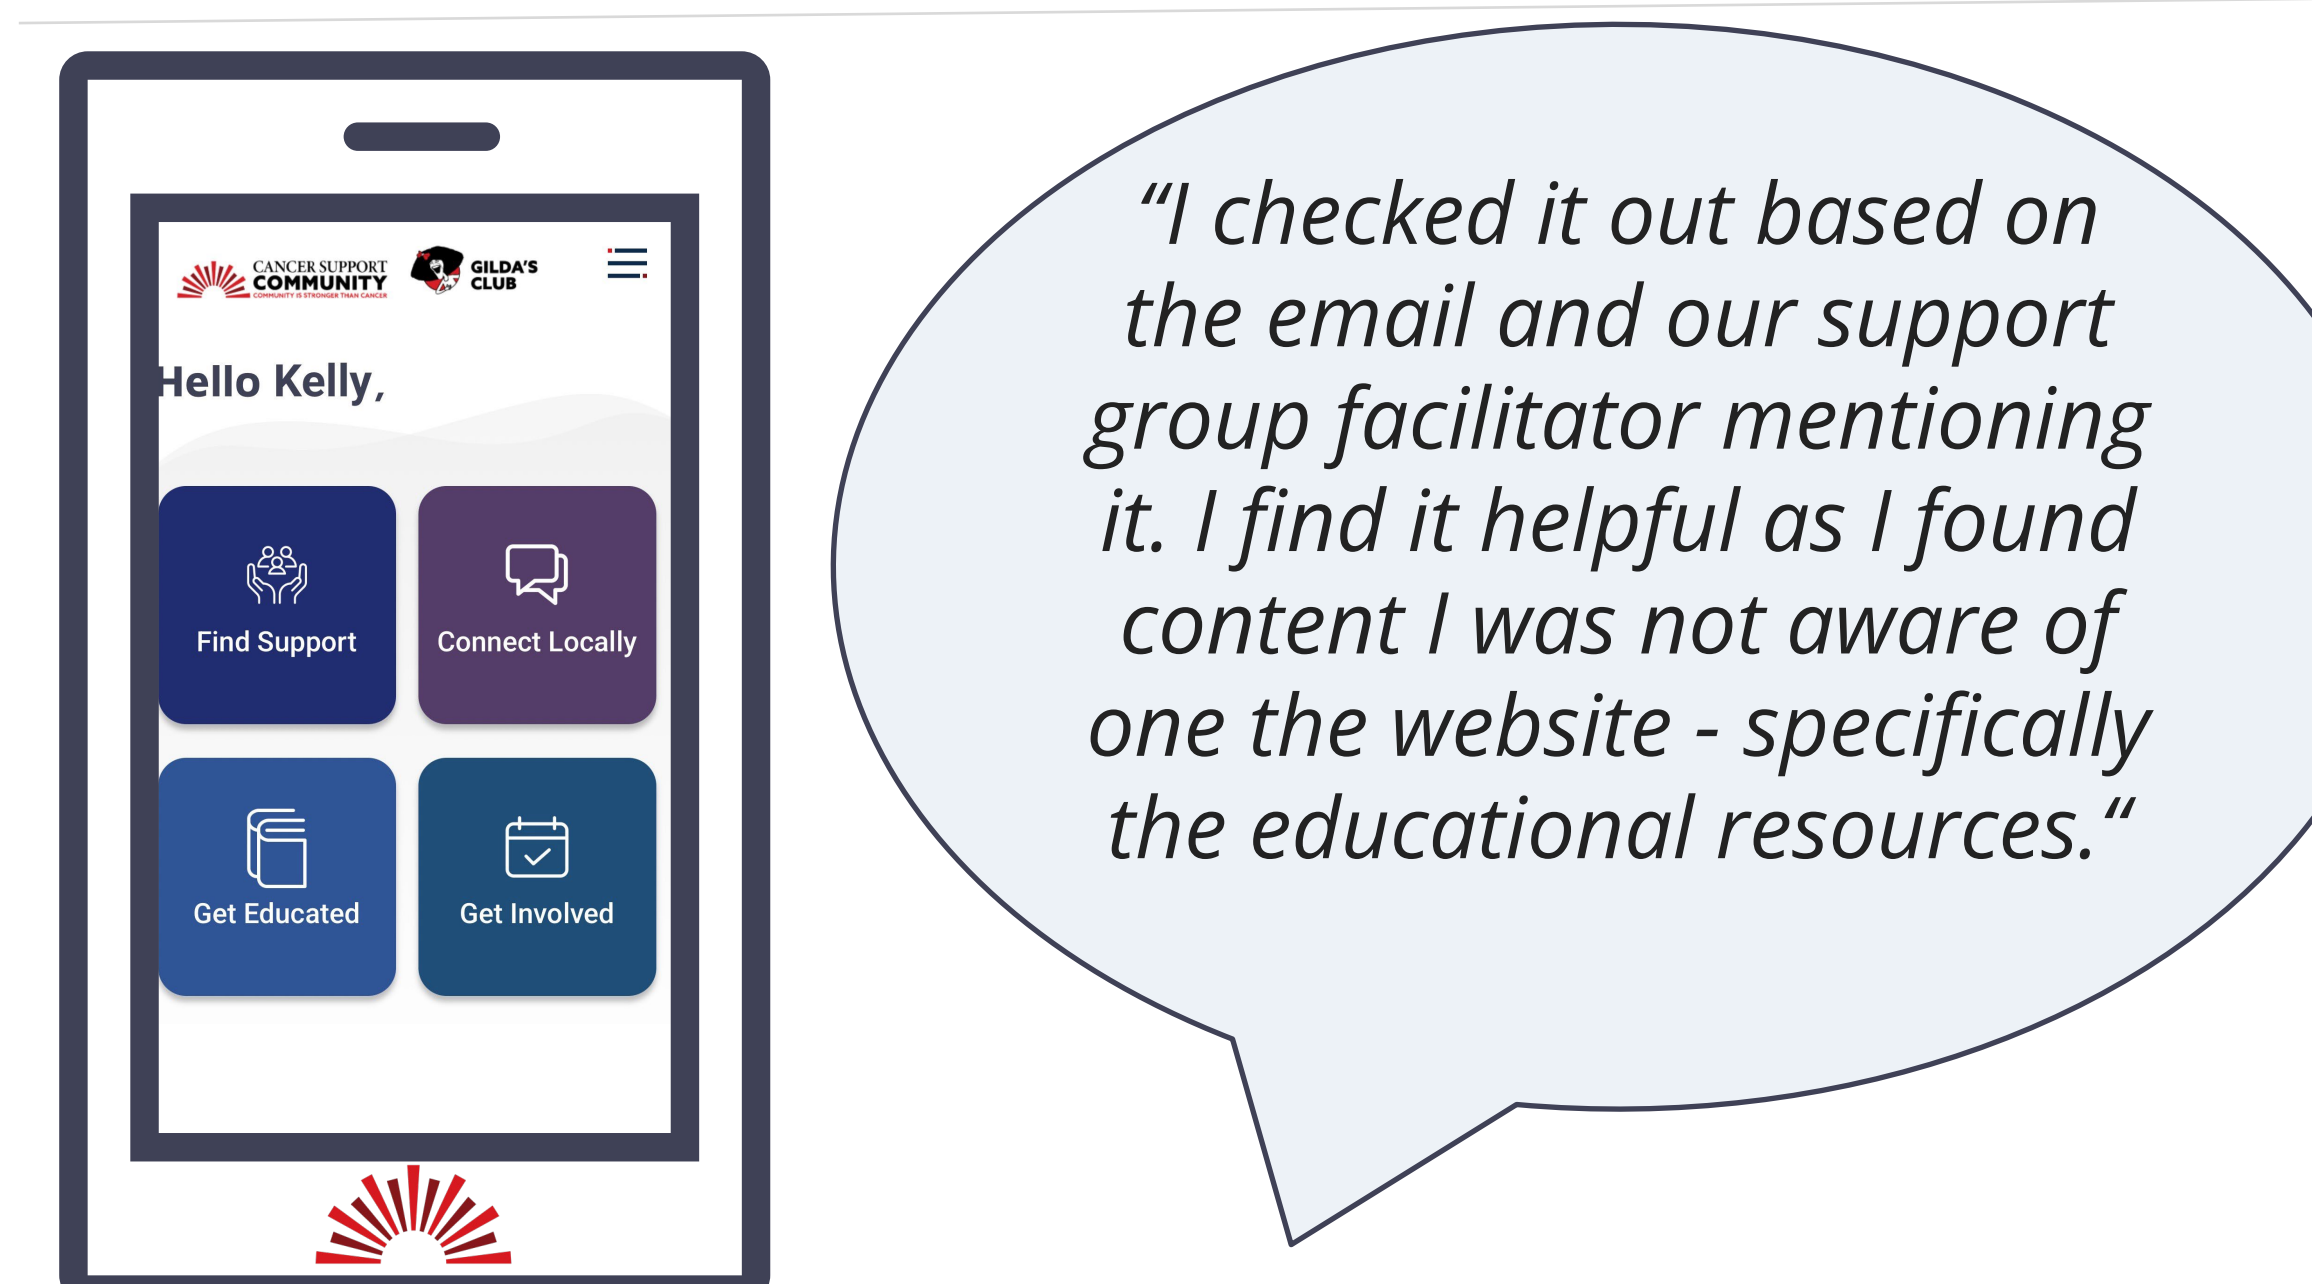 CANCER SUPPORT
COMMUNITY
COMMUNITY IS STRONGER THAN CANCER
GILDA'S
CLUB
Hello Kelly,
Find Support
Connect Locally
Get Educated
Get Involved
“I checked it out based on
the email and our support
group facilitator mentioning
it. I find it helpful as I found
content I was not aware of
one the website - specifically
the educational resources.“